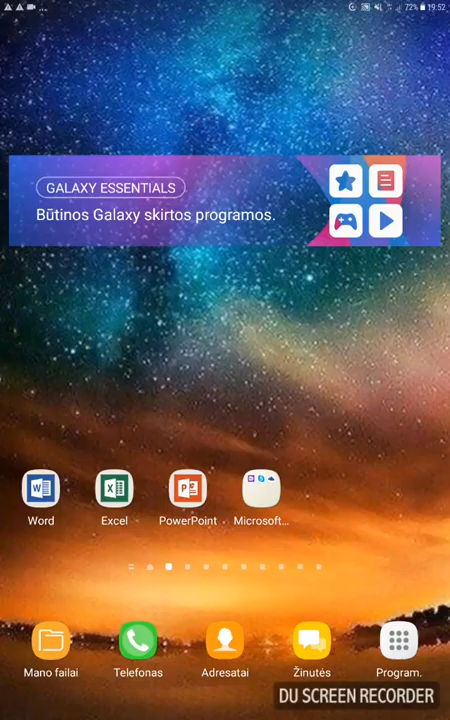 72% 19:52
GALAXY ESSENTIALS
Būtinos Galaxy skirtos programos.
Word Excel PowerPoint Microsoft...
Mano failai Telefonas Adresatai Žinutės Program.
DU SCREEN RECORDER